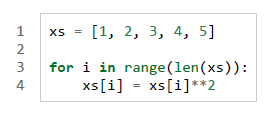 1 xs = [1, 2, 3, 4, 5]
2
3 for i in range(len(xs)):
4     xs[i] = xs[i]**2